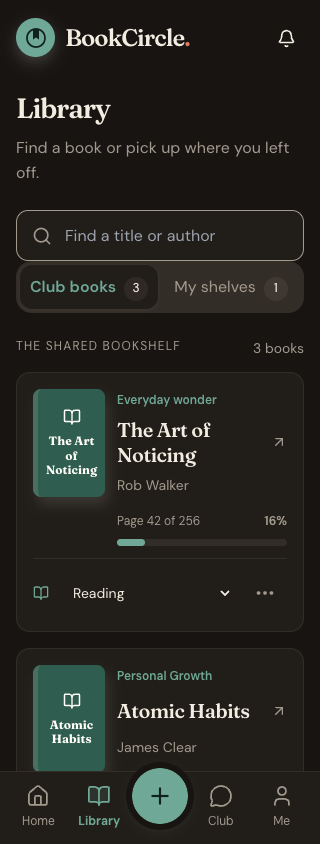 BookCircle.
Library
Find a book or pick up where you left
off.
Find a title or author
Club books 3 My shelves 1
THE SHARED BOOKSHELF 3 books
The Art
of
Noticing
Everyday wonder
The Art of
Noticing
Rob Walker
Page 42 of 256 16%
Reading
Atomic
Habits
Personal Growth
Atomic Habits
James Clear
Home Library Club Me